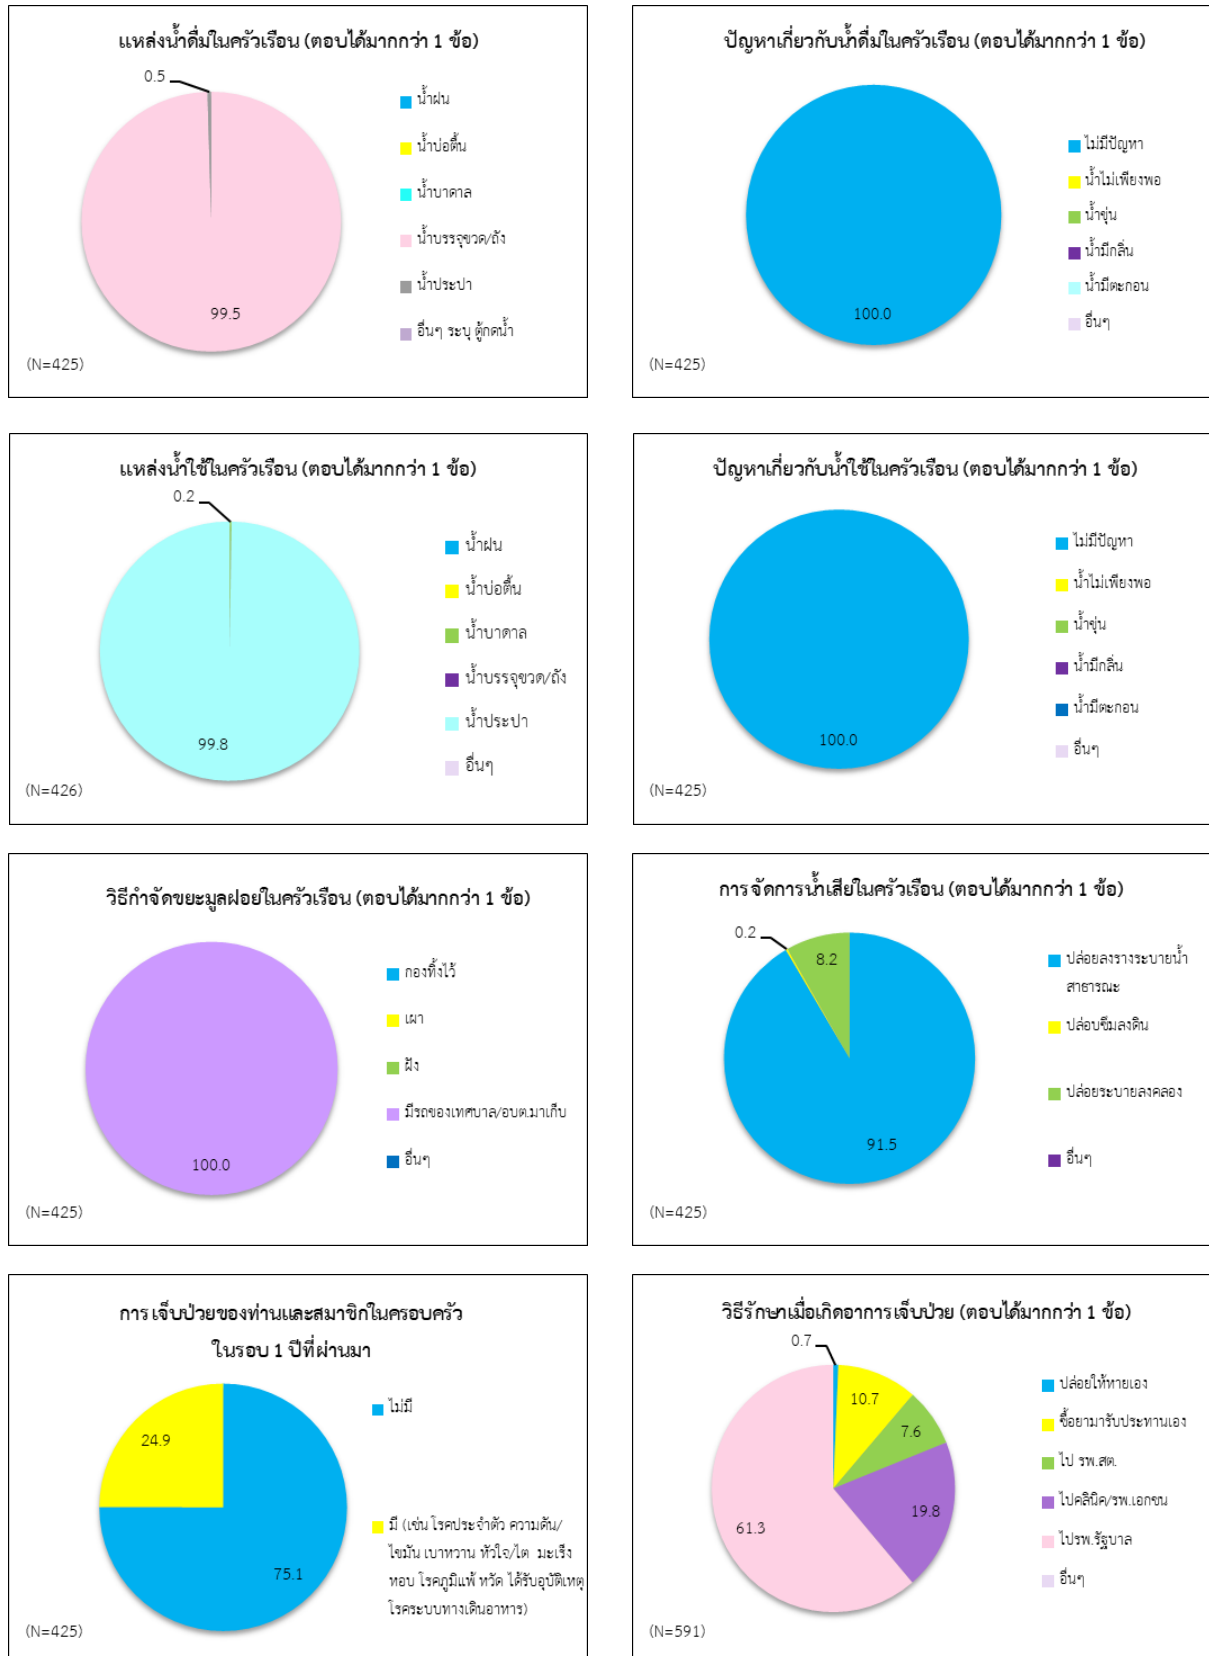 แหล่งน้ำดื่มในครัวเรือน (ตอบได้มากกว่า 1 ข้อ)
0.5
น้ำฝน
น้ำบ่อตื้น
น้ำบาดาล
น้ำบรรจุขวด/ถัง
น้ำประปา
อื่นๆ ระบุ ตู้กดน้ำ
99.5
(N=425)
ปัญหาเกี่ยวกับน้ำดื่มในครัวเรือน (ตอบได้มากกว่า 1 ข้อ)
ไม่มีปัญหา
น้ำไม่เพียงพอ
น้ำขุ่น
น้ำมีกลิ่น
น้ำมีตะกอน
อื่นๆ
100.0
(N=425)
แหล่งน้ำใช้ในครัวเรือน (ตอบได้มากกว่า 1 ข้อ)
0.2
น้ำฝน
น้ำบ่อตื้น
น้ำบาดาล
น้ำบรรจุขวด/ถัง
น้ำประปา
อื่นๆ
99.8
(N=426)
ปัญหาเกี่ยวกับน้ำใช้ในครัวเรือน (ตอบได้มากกว่า 1 ข้อ)
ไม่มีปัญหา
น้ำไม่เพียงพอ
น้ำขุ่น
น้ำมีกลิ่น
น้ำมีตะกอน
อื่นๆ
100.0
(N=425)
วิธีกำจัดขยะมูลฝอยในครัวเรือน (ตอบได้มากกว่า 1 ข้อ)
กองทิ้งไว้
เผา
ฝัง
มีรถของเทศบาล/อบต.มาเก็บ
อื่นๆ
100.0
(N=425)
การจัดการน้ำเสียในครัวเรือน (ตอบได้มากกว่า 1 ข้อ)
0.2
8.2
ปล่อยลงรางระบายน้ำ
สาธารณะ
ปล่อบซึมลงดิน
ปล่อยระบายลงคลอง
อื่นๆ
91.5
(N=425)
การเจ็บป่วยของท่านและสมาชิกในครอบครัว
ในรอบ 1 ปีที่ผ่านมา
ไม่มี
24.9
มี (เช่น โรคประจำตัว ความดัน/
ไขมัน เบาหวาน หัวใจ/ไต มะเร็ง
หอบ โรคภูมิแพ้ หวัด ได้รับอุบัติเหตุ
โรคระบบทางเดินอาหาร)
75.1
(N=425)
วิธีรักษาเมื่อเกิดอาการเจ็บป่วย (ตอบได้มากกว่า 1 ข้อ)
0.7
10.7
7.6
19.8
61.3
ปล่อยให้หายเอง
ซื้อยามารับประทานเอง
ไป รพ.สต.
ไปคลินิค/รพ.เอกชน
ไปรพ.รัฐบาล
อื่นๆ
(N=591)